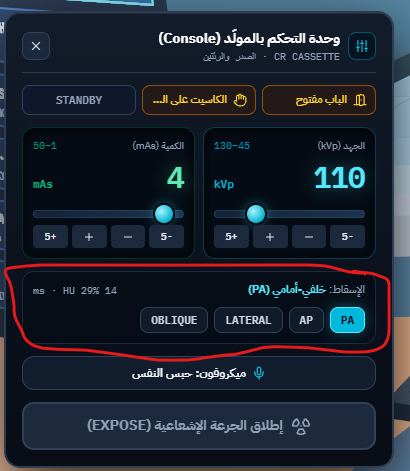 وحدة التحكم بالمولّد (Console)
CR CASSETTE · الصدر والرئتين
الباب مفتوح
الكاسيت على الـ...
STANDBY
الجهد (kVp)
45–130
110 kVp
-5
−
+
+5
الكمية (mAs)
1–50
4 mAs
-5
−
+
+5
الإسقاط: خلفي-أمامي (PA)
14 ms · HU 29%
PA
AP
LATERAL
OBLIQUE
ميكروفون: حبس النفس
إطلاق الجرعة الإشعاعية (EXPOSE)